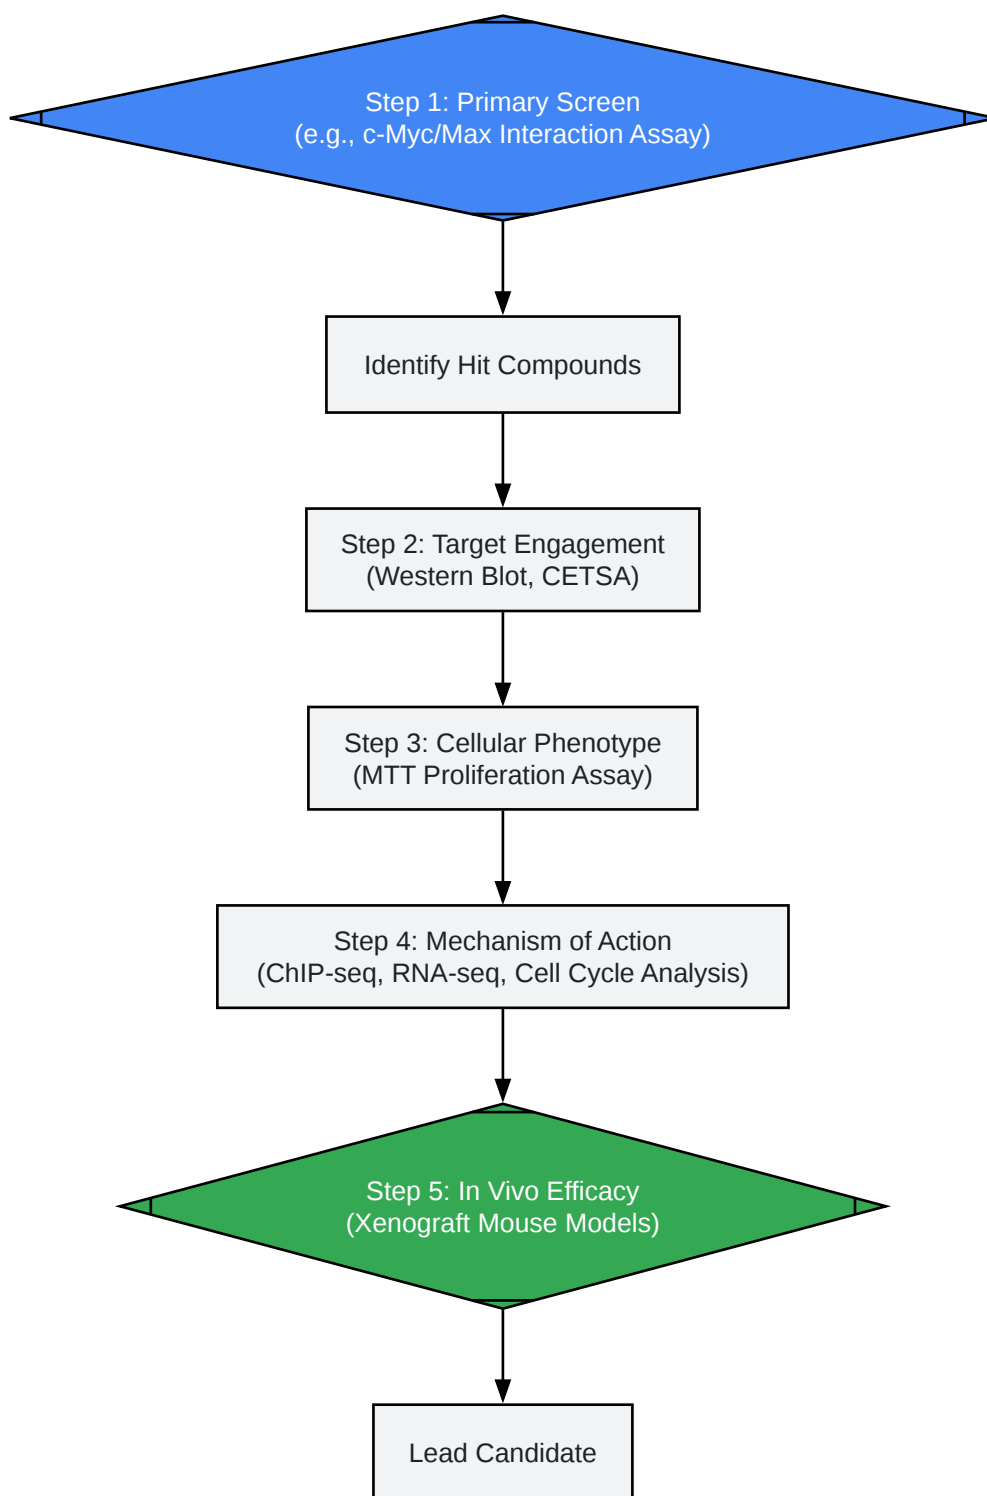 Step 1: Primary Screen
(e.g., c-Myc/Max Interaction Assay)
Identify Hit Compounds
Step 2: Target Engagement
(Western Blot, CETSA)
Step 3: Cellular Phenotype
(MTT Proliferation Assay)
Step 4: Mechanism of Action
(ChIP-seq, RNA-seq, Cell Cycle Analysis)
Step 5: In Vivo Efficacy
(Xenograft Mouse Models)
Lead Candidate